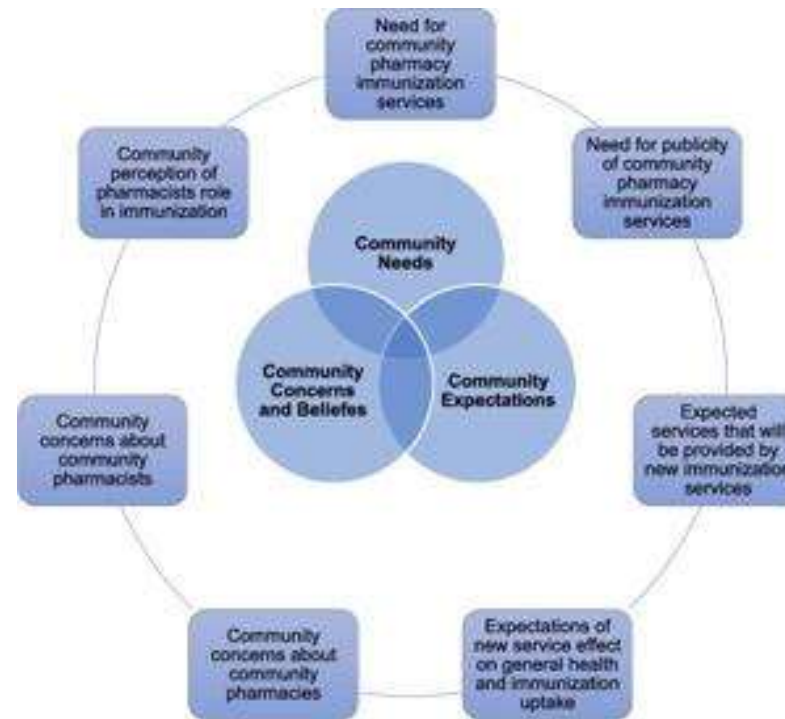 Need for
community
pharmacy
immunization
services
Need for publicity
of community
pharmacy
immunization
services
Expected
services that will
be provided by
new immunization
services
Expectations of
new service effect
on general health
and immunization
uptake
Community
concerns about
community
pharmacies
Community
concerns about
community
pharmacists
Community
perception of
pharmacists role
in immunization
Community
Needs
Community
Concerns
and Beliefes
Community
Expectations